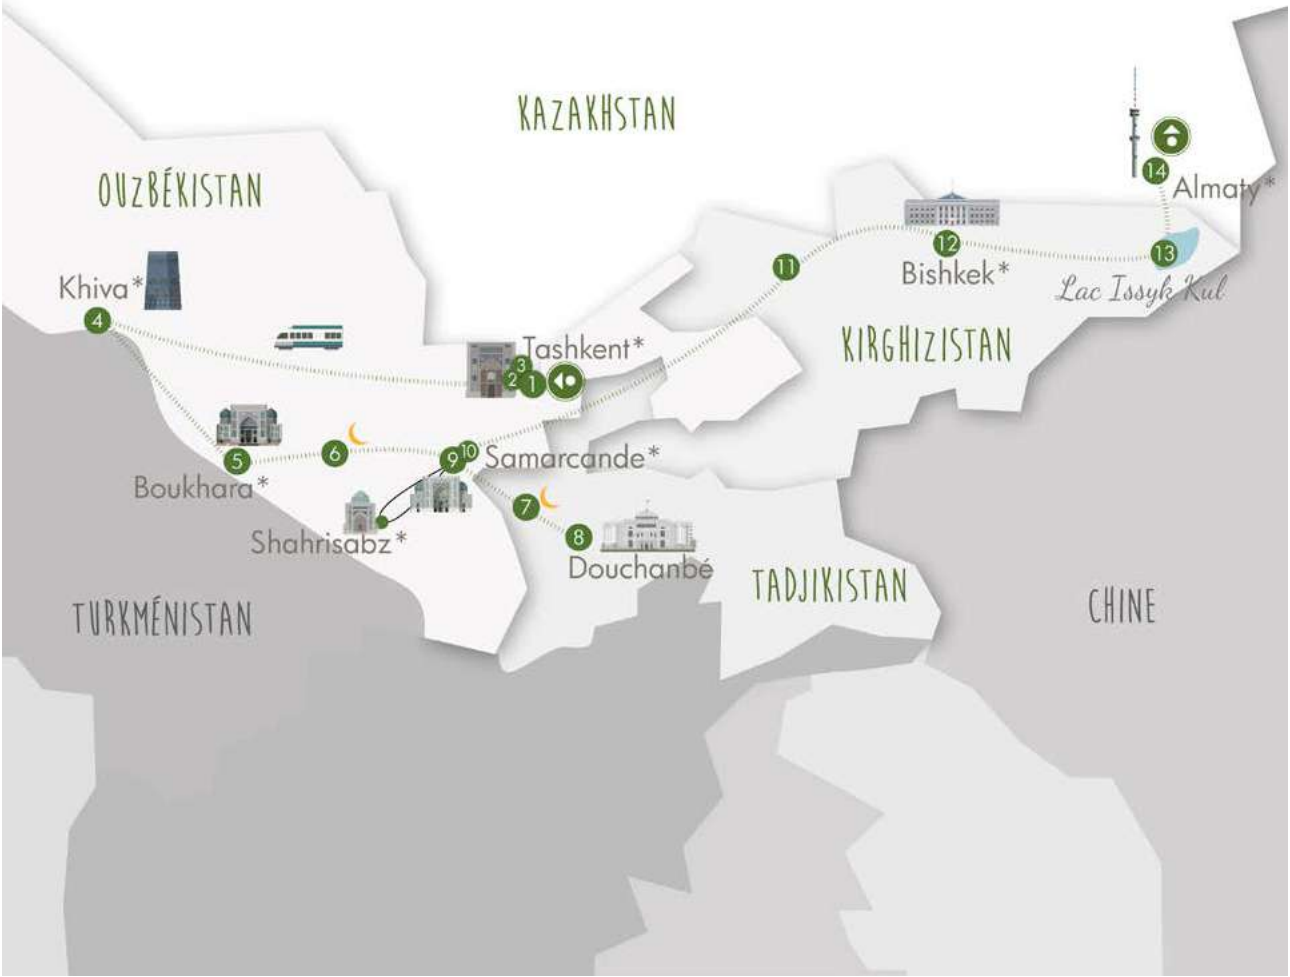 KAZAKHSTAN
OUZBÉKISTAN
14
Almaty*
12
13
11
Bishkek*
Lac Issyk Kul
Khiva*
4
Tashkent*
3
2
1
KIRGHIZISTAN
5
6
9
10
Samarcande*
Boukhara*
7
8
Shahrisabz*
Douchanbé
TADJIKISTAN
TURKMÉNISTAN
CHINE